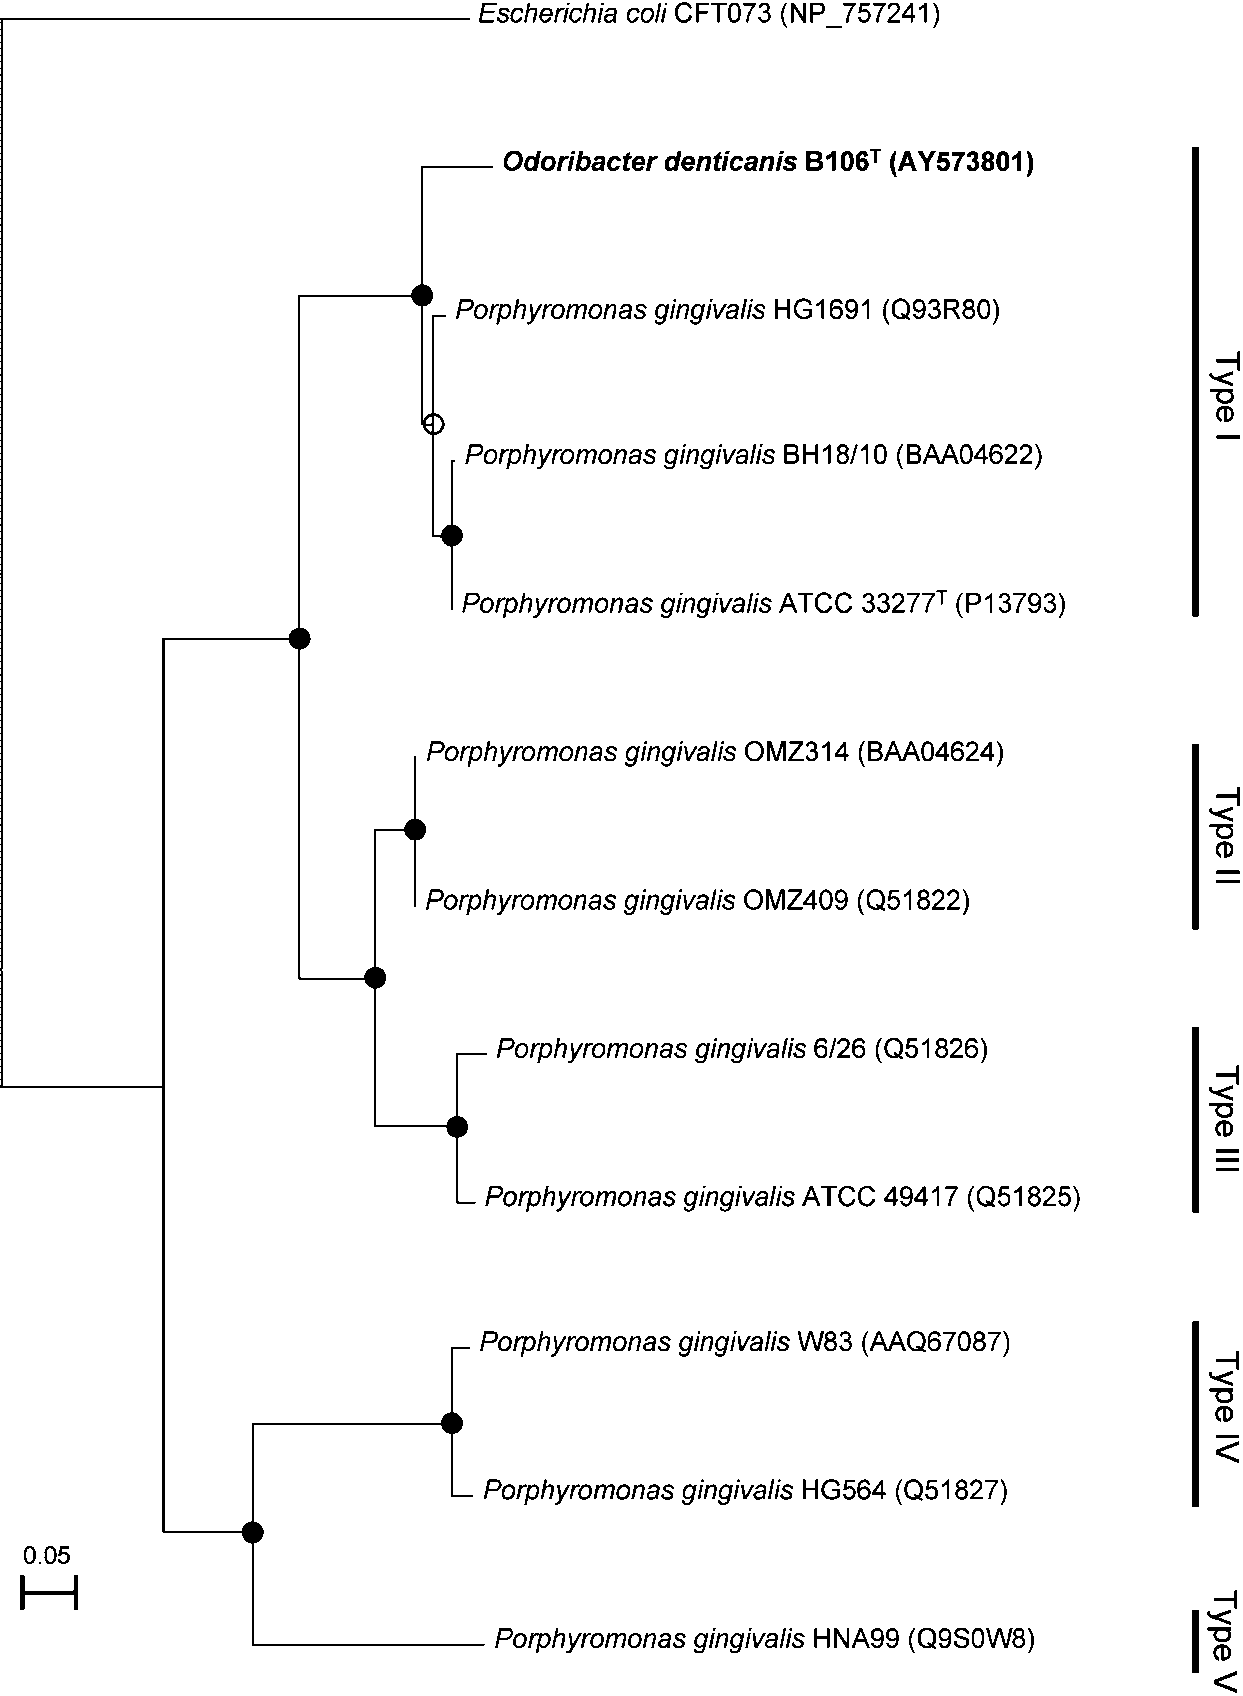 Escherichia coli CFT073 (NP_757241)
Odoribacter denticanis B106ᵀ (AY573801)
Porphyromonas gingivalis HG1691 (Q93R80)
Type I
Porphyromonas gingivalis BH18/10 (BAA04622)
Porphyromonas gingivalis ATCC 33277ᵀ (P13793)
Porphyromonas gingivalis OMZ314 (BAA04624)
Type II
Porphyromonas gingivalis OMZ409 (Q51822)
Porphyromonas gingivalis 6/26 (Q51826)
Type III
Porphyromonas gingivalis ATCC 49417 (Q51825)
Porphyromonas gingivalis W83 (AAQ67087)
Type IV
Porphyromonas gingivalis HG564 (Q51827)
0.05
Porphyromonas gingivalis HNA99 (Q9S0W8)
Type V